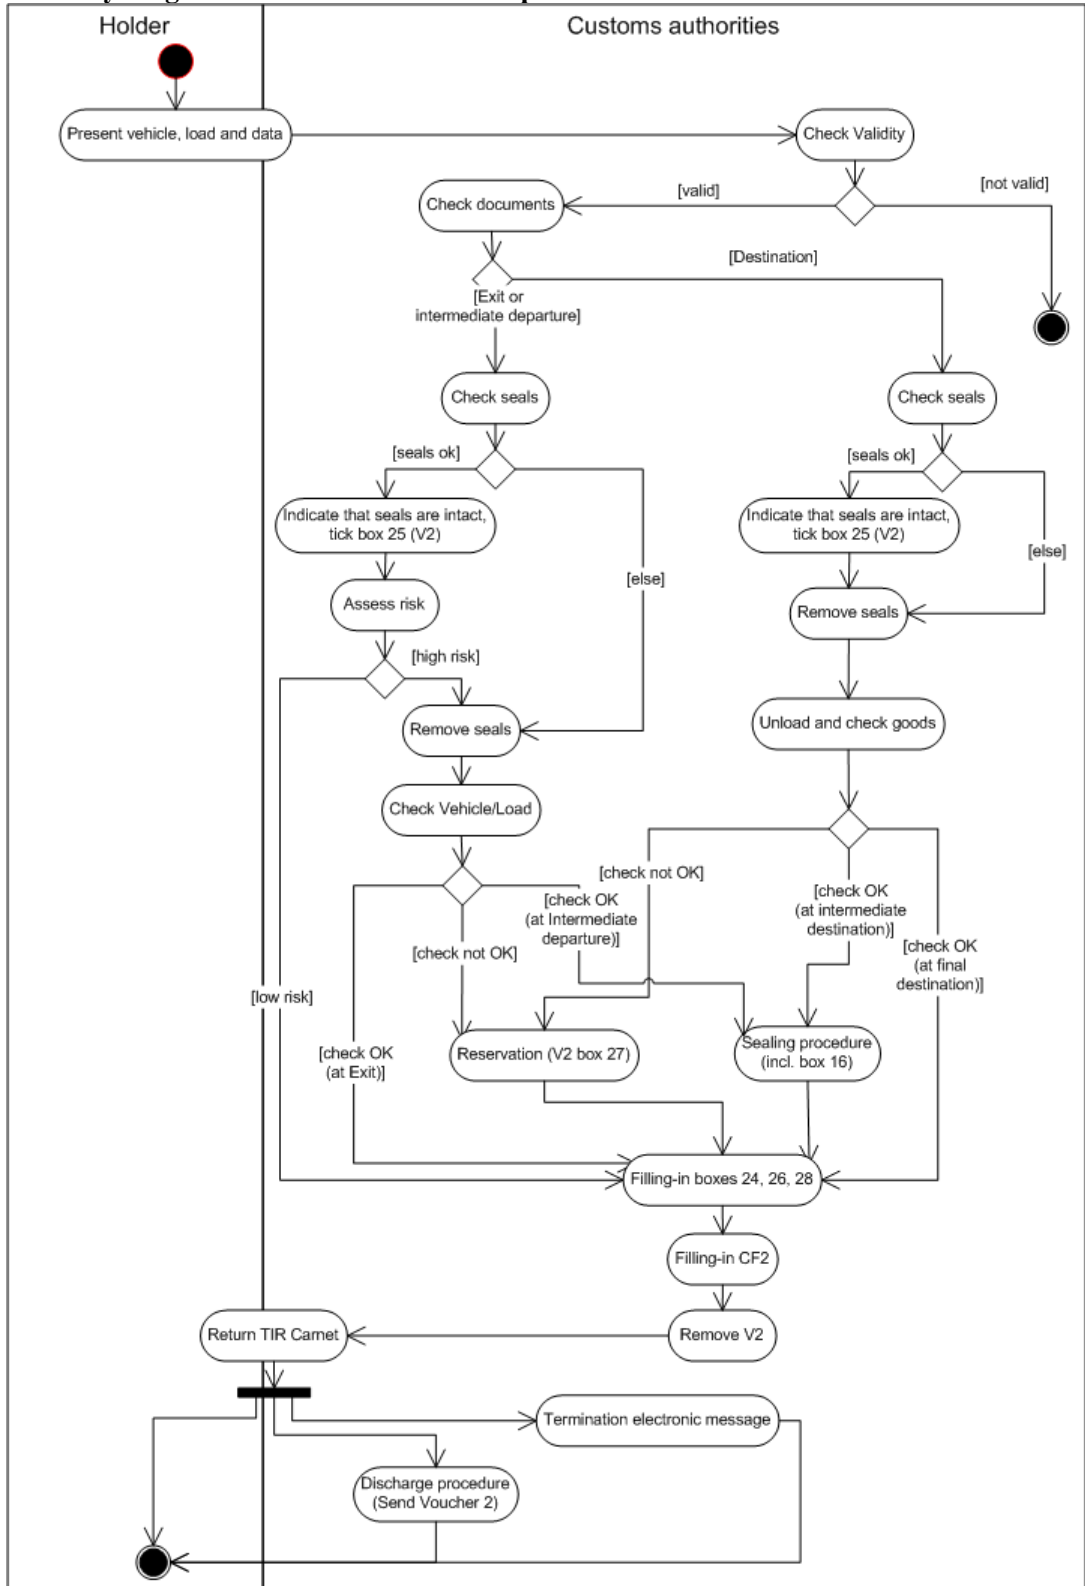 Holder
Customs authorities
Present vehicle, load and data
Check Validity
[valid]
[not valid]
Check documents
[Destination]
[Exit or
intermediate departure]
Check seals
Check seals
[seals ok]
[seals ok]
Indicate that seals are intact,
tick box 25 (V2)
Indicate that seals are intact,
tick box 25 (V2)
[else]
[else]
Assess risk
Remove seals
[high risk]
Remove seals
Unload and check goods
Check Vehicle/Load
[check not OK]
[check OK
(at Intermediate
departure)]
[check OK
(at intermediate
destination)]
[check not OK]
[check OK
(at final
destination)]
[low risk]
[check OK
(at Exit)]
Reservation (V2 box 27)
Sealing procedure
(incl. box 16)
Filling-in boxes 24, 26, 28
Filling-in CF2
Return TIR Carnet
Remove V2
Termination electronic message
Discharge procedure
(Send Voucher 2)